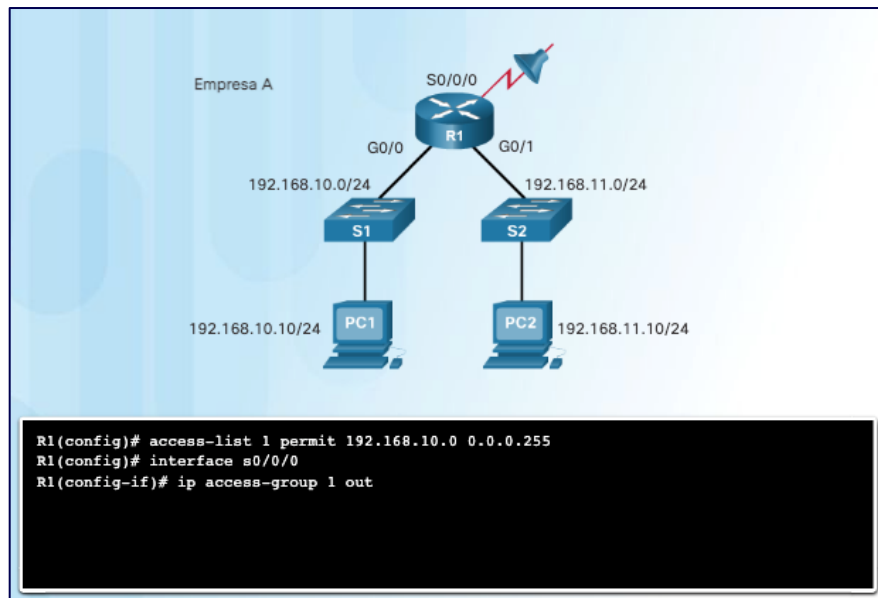 Empresa A
S0/0/0
R1
G0/0
G0/1
192.168.10.0/24
192.168.11.0/24
S1
S2
192.168.10.10/24
PC1
PC2
192.168.11.10/24
R1(config)# access-list 1 permit 192.168.10.0 0.0.0.255
R1(config)# interface s0/0/0
R1(config-if)# ip access-group 1 out